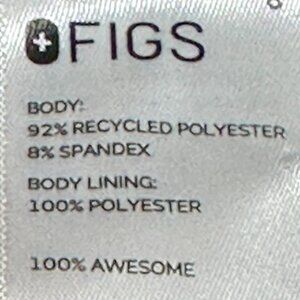 FIGS
BODY:
92% RECYCLED POLYESTER
8% SPANDEX
BODY LINING:
100% POLYESTER
100% AWESOME